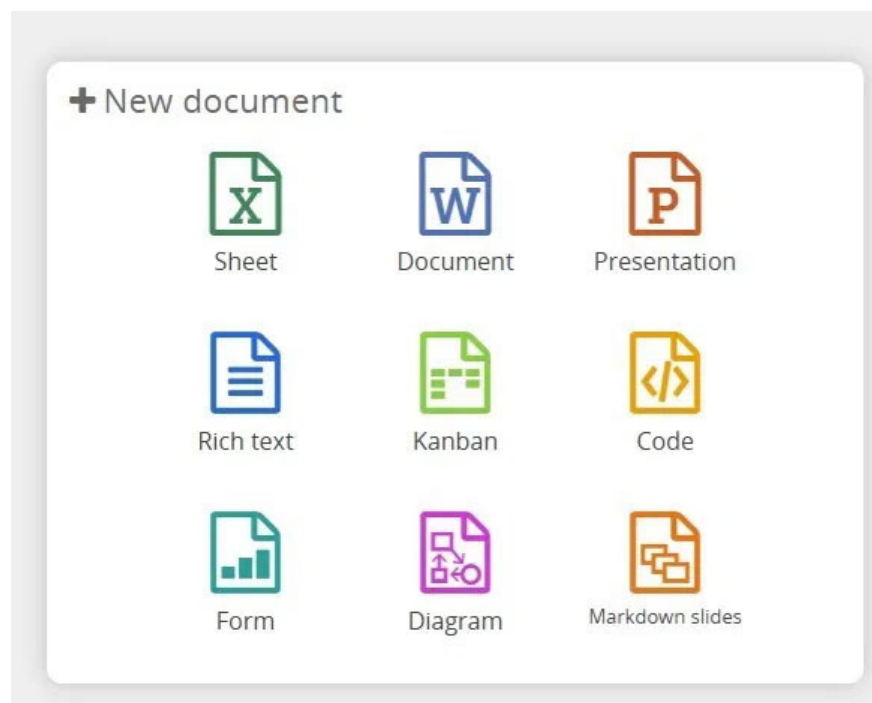 New document
X W P
Sheet Document Presentation
</>
Rich text Kanban Code
Form Diagram Markdown slides